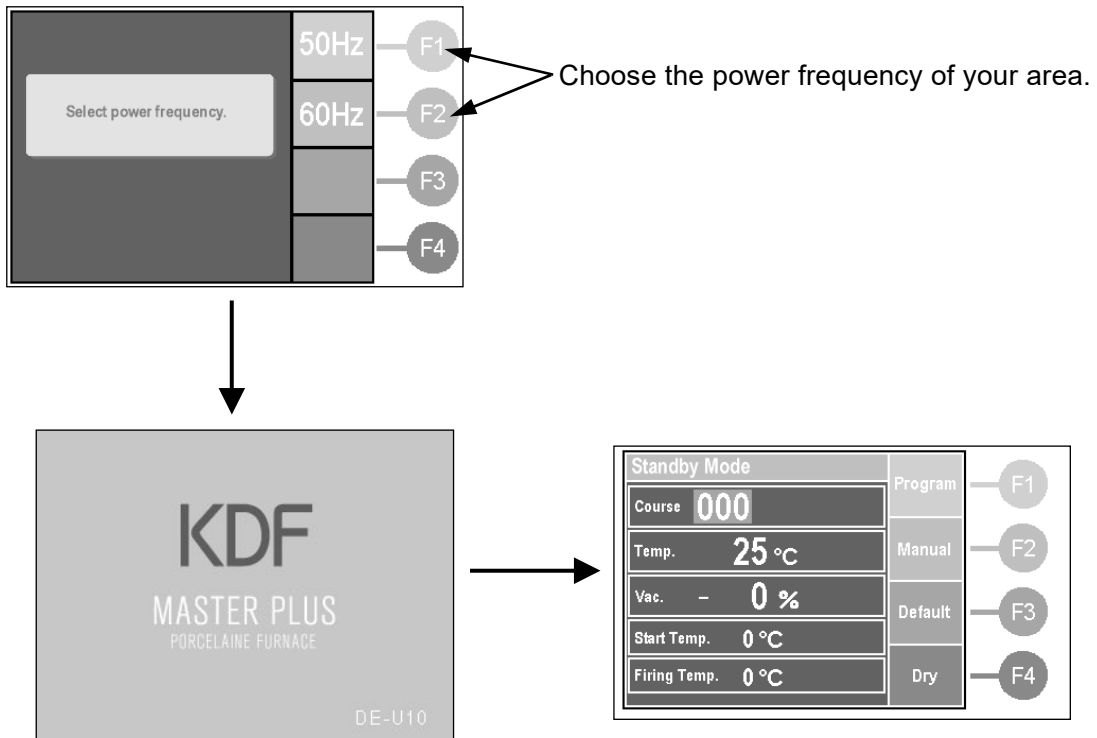 50Hz
F1
Choose the power frequency of your area.
Select power frequency.
60Hz
F2
F3
F4
KDF
MASTER PLUS
PORCELAINE FURNACE
DE-U10
Standby Mode
Program
F1
Course 000
Temp. 25 °C
Manual
F2
Vac. – 0 %
Default
F3
Start Temp. 0 °C
Firing Temp. 0 °C
Dry
F4